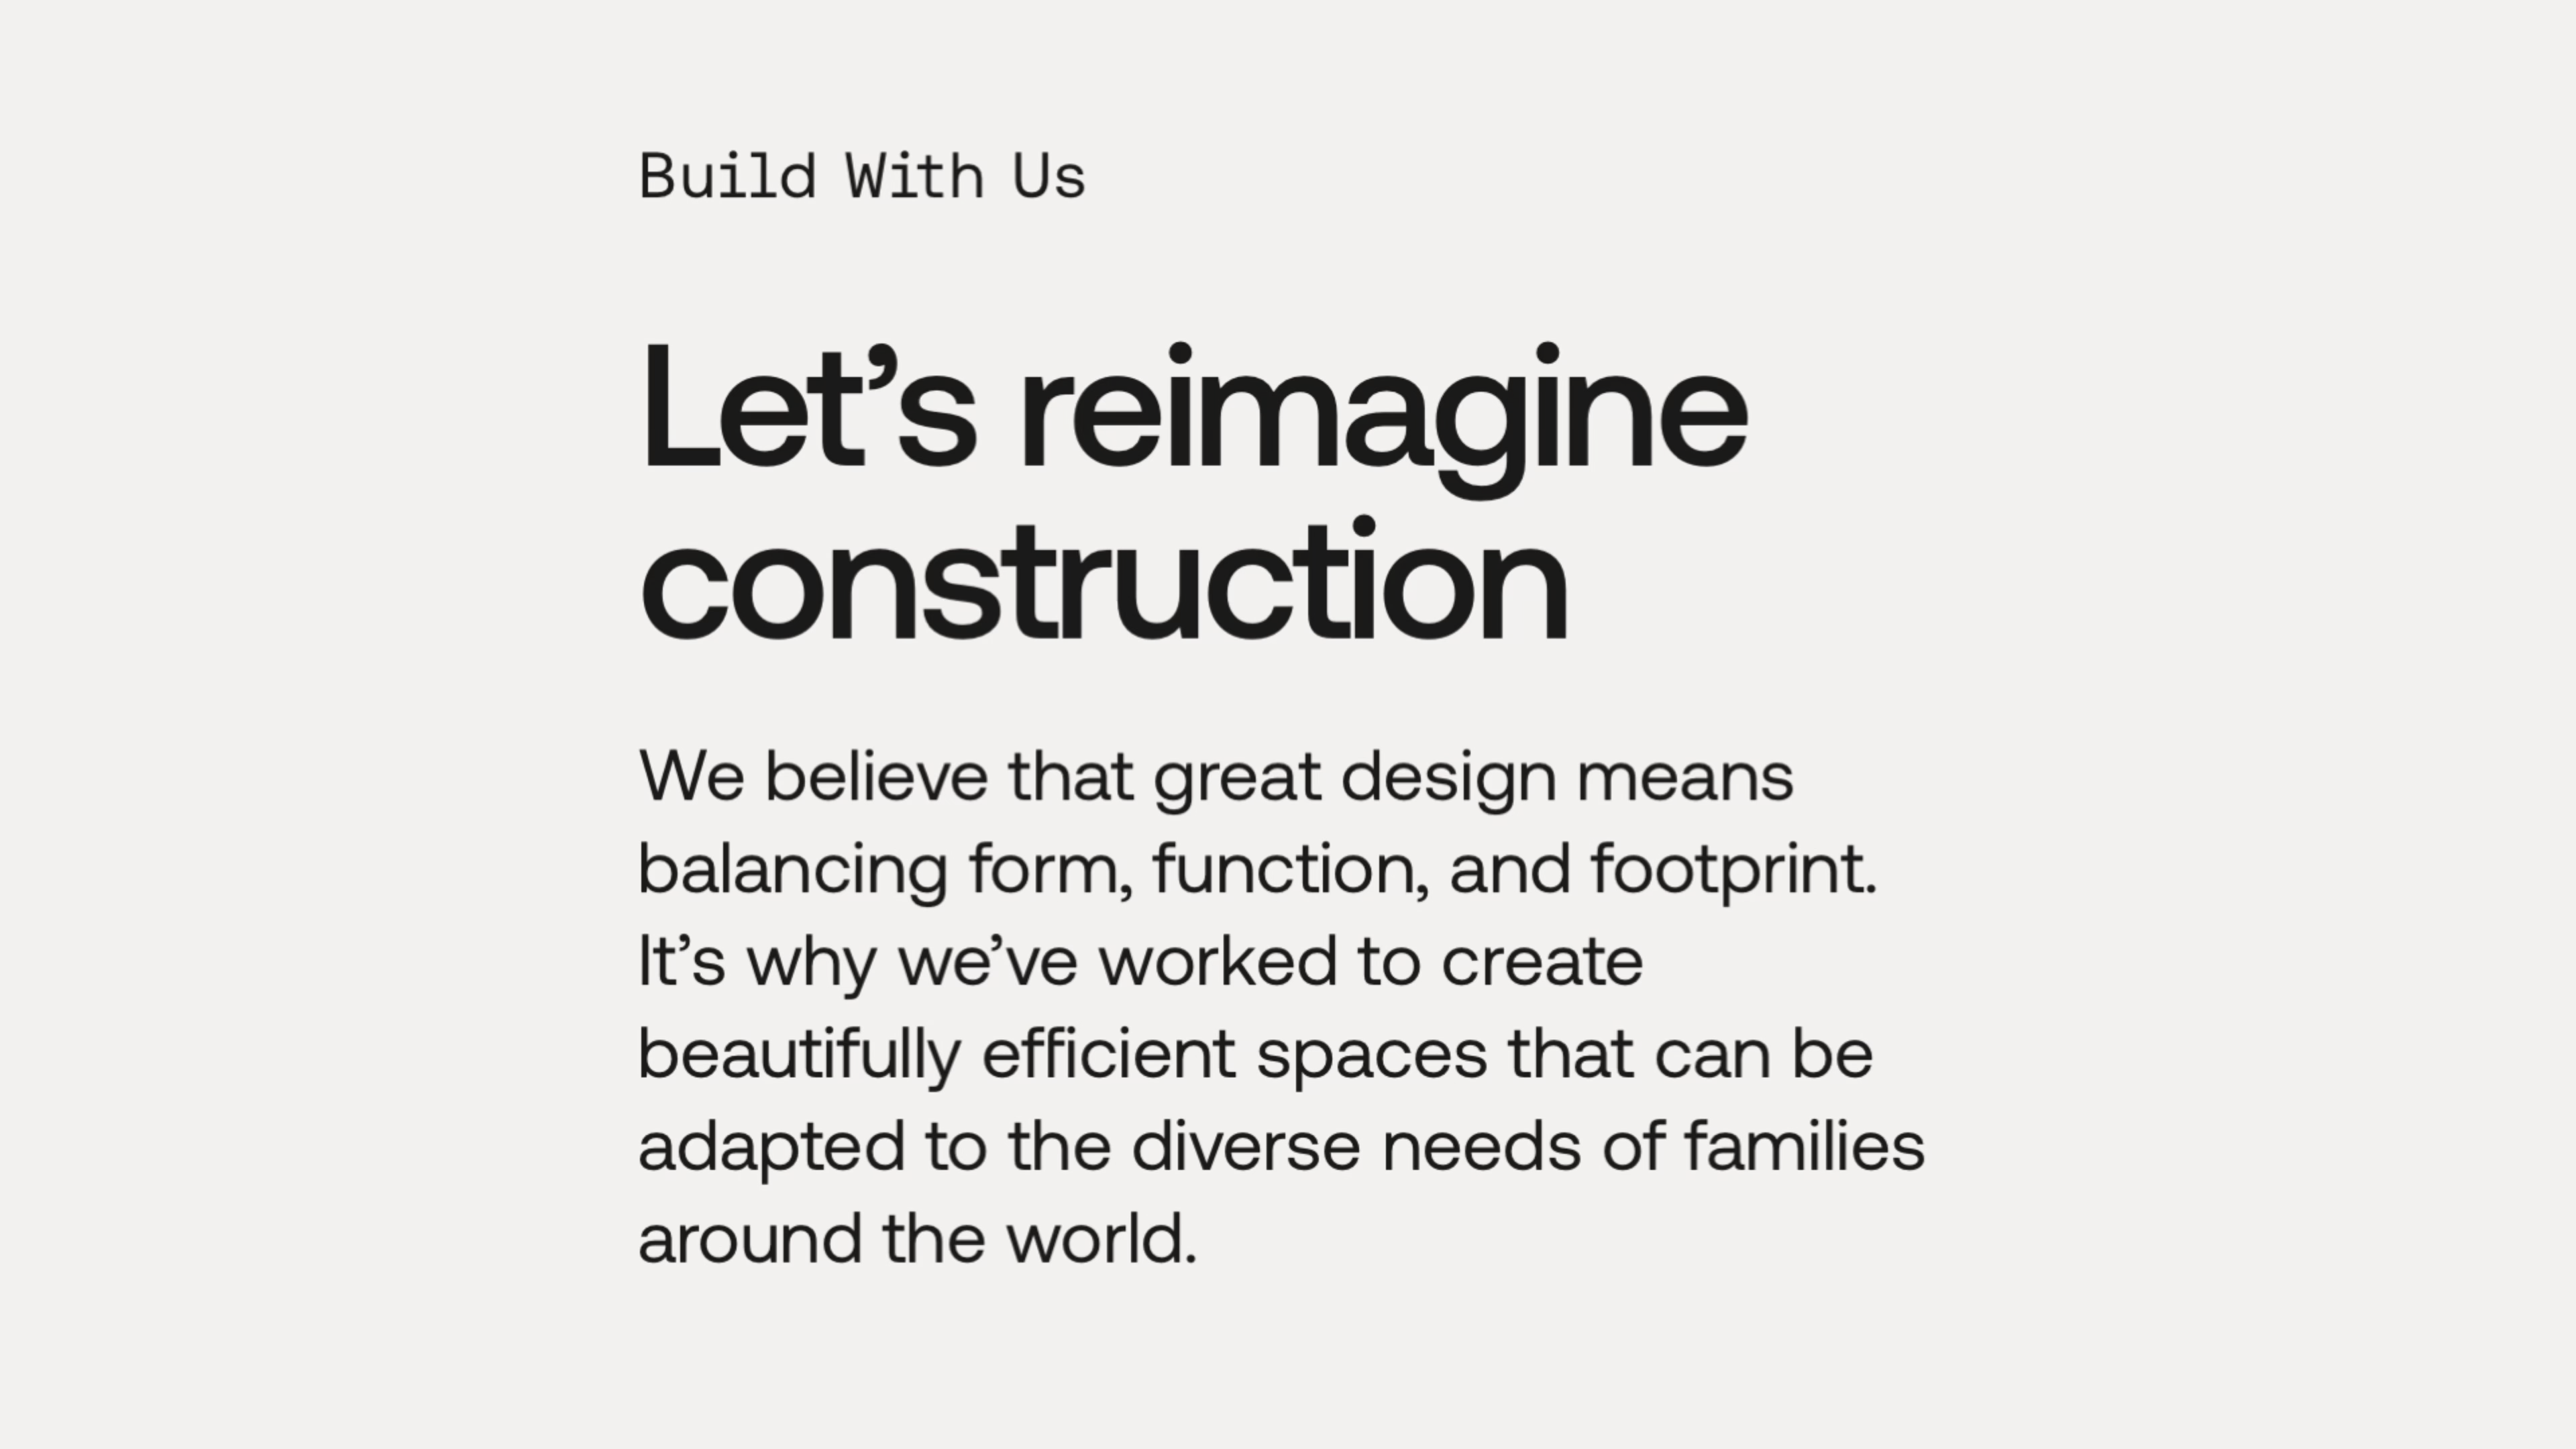 Build With Us
Let’s reimagine
construction
We believe that great design means
balancing form, function, and footprint.
It’s why we’ve worked to create
beautifully efficient spaces that can be
adapted to the diverse needs of families
around the world.